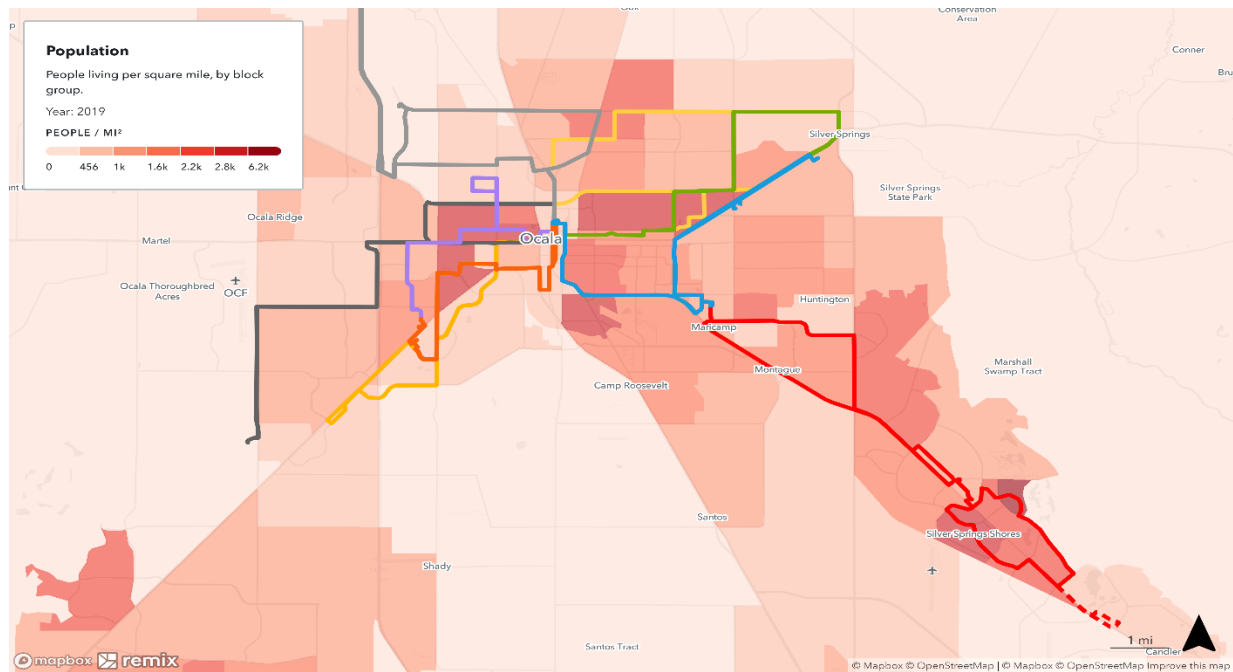 Population
People living per square mile, by block
group.
Year: 2019
PEOPLE / MI²
0 456 1k 1.6k 2.2k 2.8k 6.2k
Conservation
Area
Conner
Silver Springs
Silver Springs
State Park
Ocala Ridge
Martel
Ocala
Ocala Thoroughbred
Acres
OCF
Huntington
Maricamp
Marshall
Swamp Tract
Montague
Camp Roosevelt
Santos
Silver Springs Shores
Shady
Santos Tract
1 mi
Candler
mapbox remix
© Mapbox © OpenStreetMap | © Mapbox © OpenStreetMap Improve this map